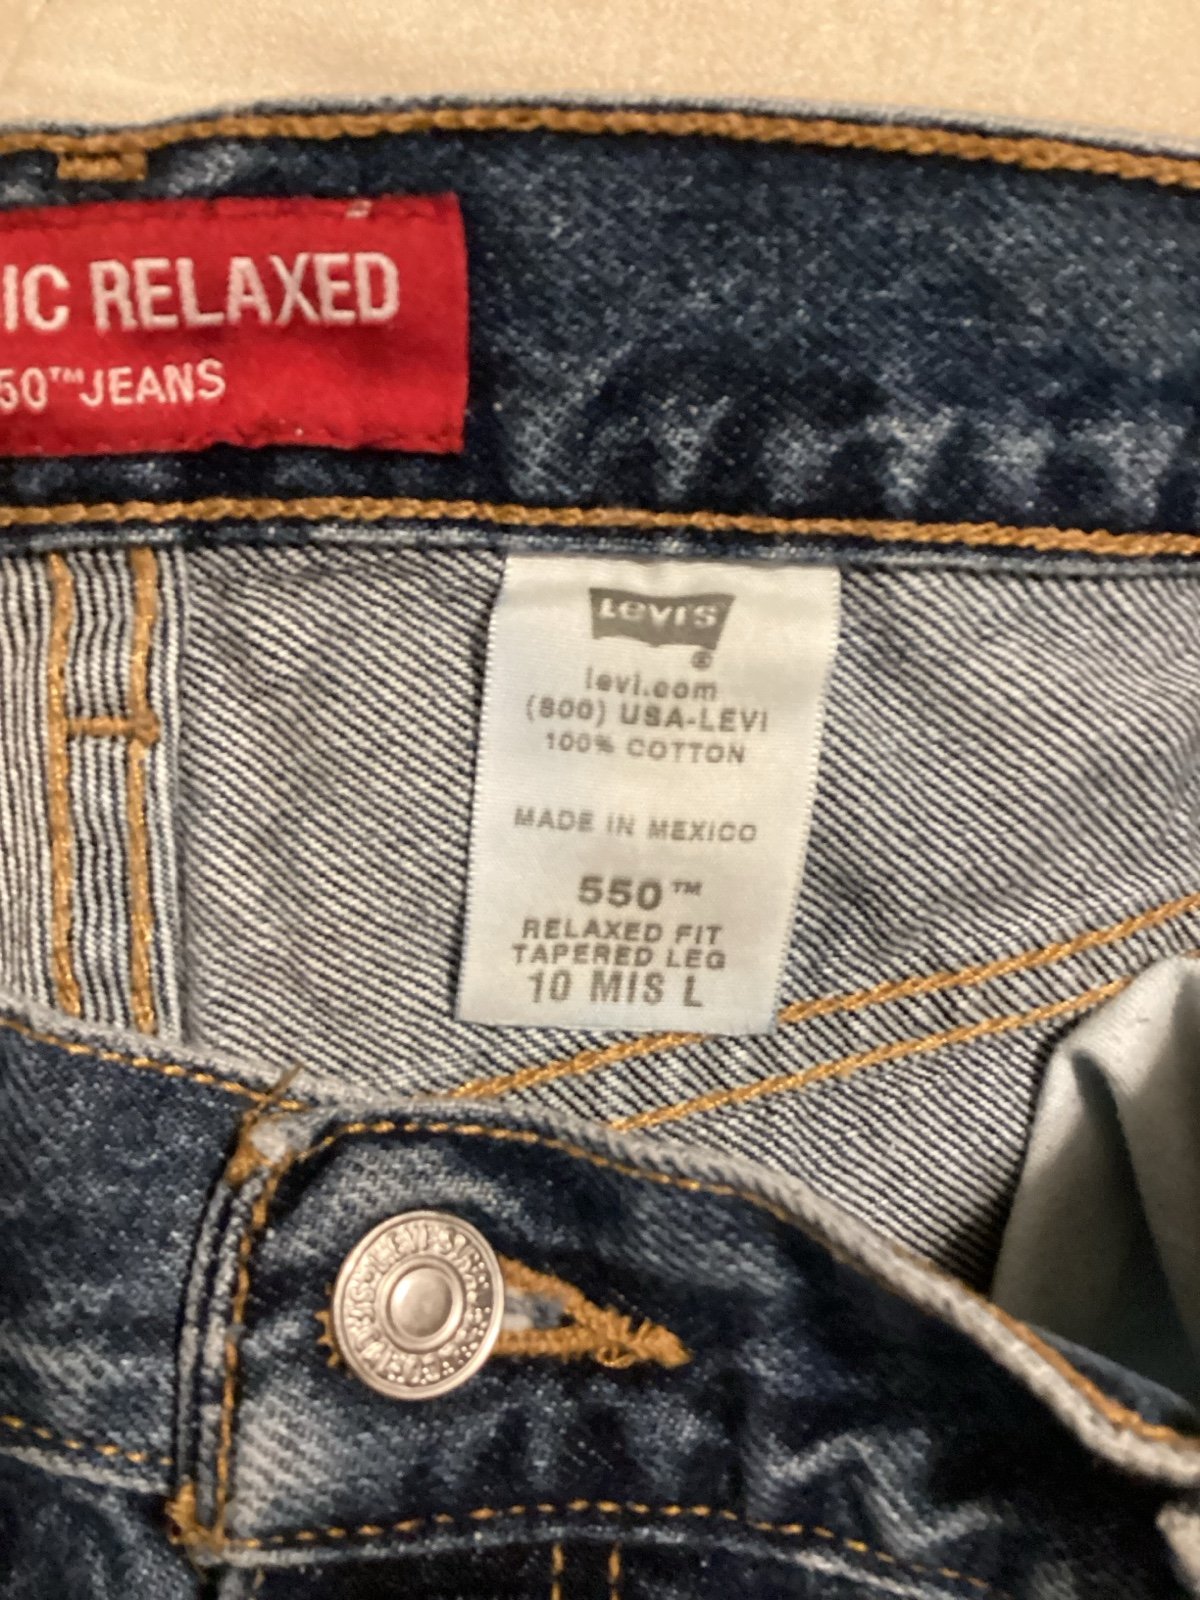 IC RELAXED
50™ JEANS
Levi's
®
levi.com
(800) USA-LEVI
100% COTTON
MADE IN MEXICO
550™
RELAXED FIT
TAPERED LEG
10 MIS L